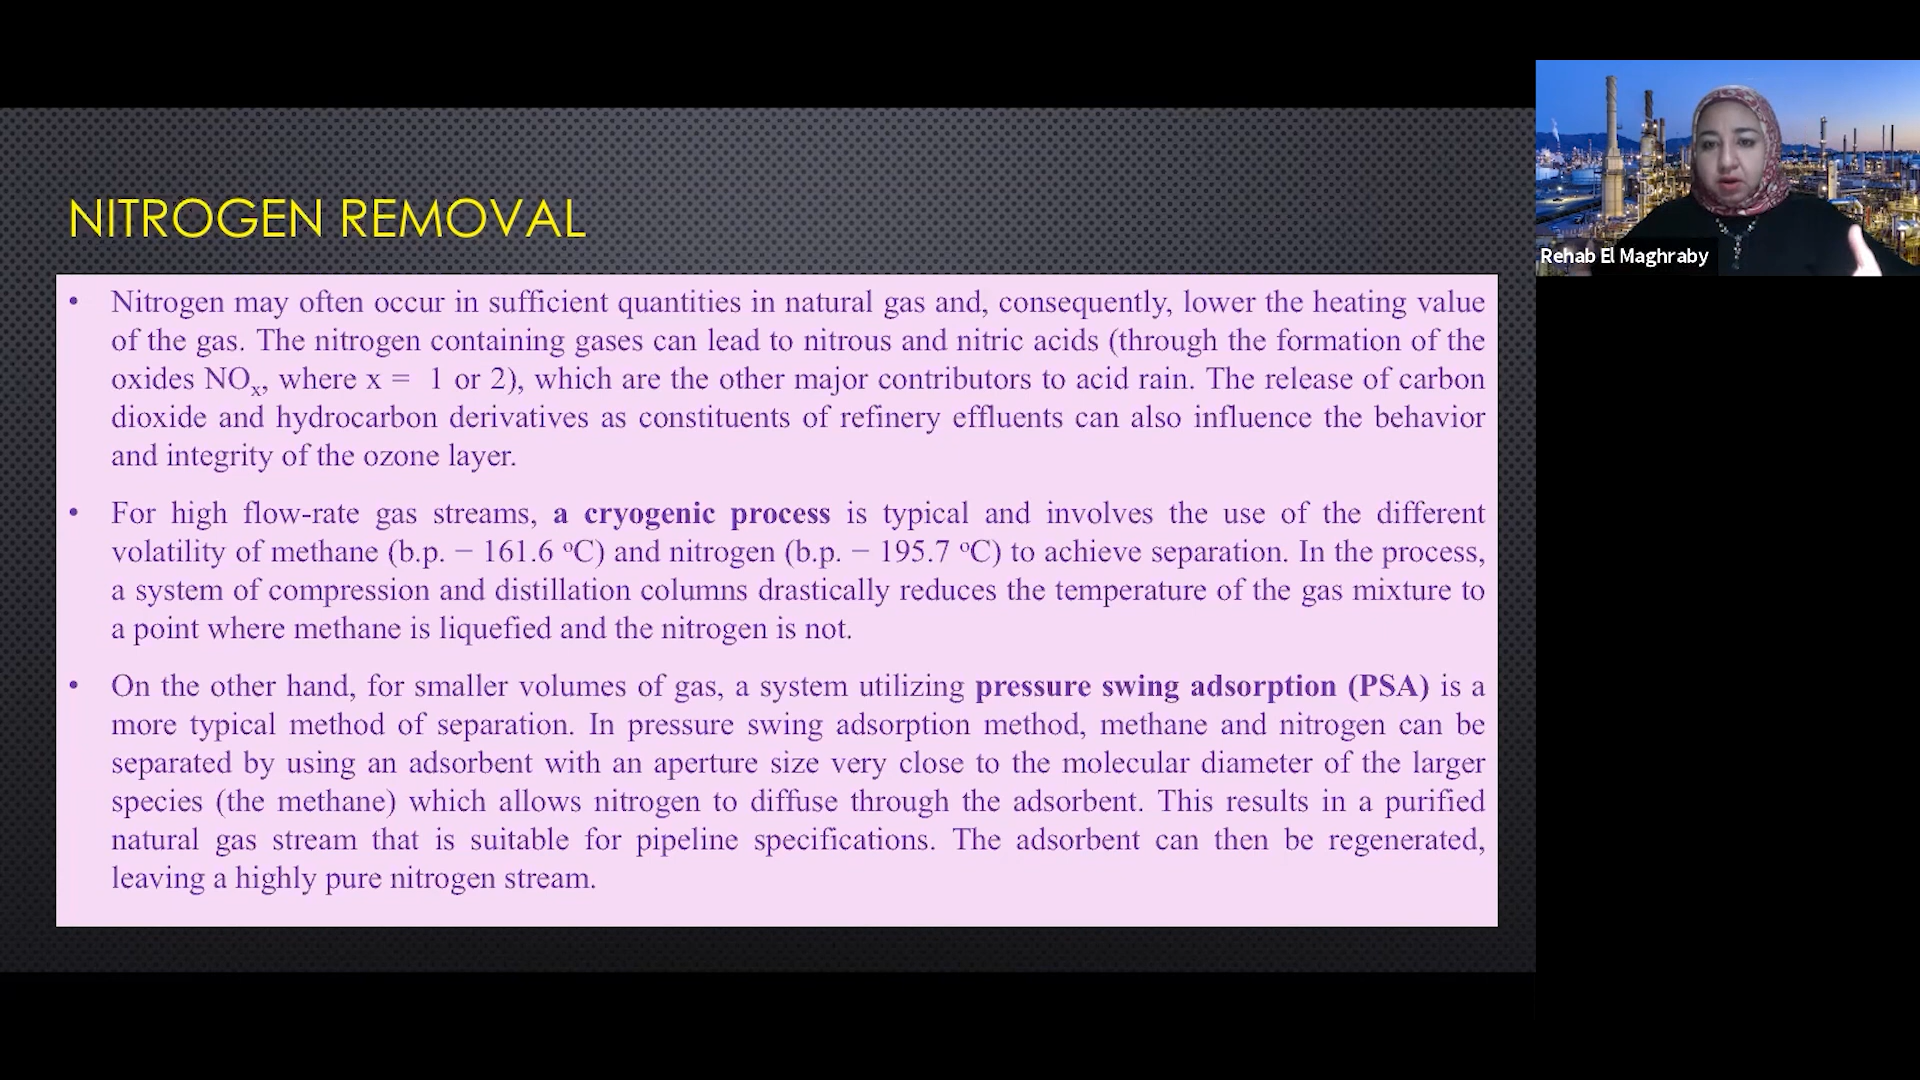 NITROGEN REMOVAL
• Nitrogen may often occur in sufficient quantities in natural gas and, consequently, lower the heating value
of the gas. The nitrogen containing gases can lead to nitrous and nitric acids (through the formation of the
oxides NOx, where x = 1 or 2), which are the other major contributors to acid rain. The release of carbon
dioxide and hydrocarbon derivatives as constituents of refinery effluents can also influence the behavior
and integrity of the ozone layer.
• For high flow-rate gas streams, a cryogenic process is typical and involves the use of the different
volatility of methane (b.p. − 161.6 ºC) and nitrogen (b.p. − 195.7 ºC) to achieve separation. In the process,
a system of compression and distillation columns drastically reduces the temperature of the gas mixture to
a point where methane is liquefied and the nitrogen is not.
• On the other hand, for smaller volumes of gas, a system utilizing pressure swing adsorption (PSA) is a
more typical method of separation. In pressure swing adsorption method, methane and nitrogen can be
separated by using an adsorbent with an aperture size very close to the molecular diameter of the larger
species (the methane) which allows nitrogen to diffuse through the adsorbent. This results in a purified
natural gas stream that is suitable for pipeline specifications. The adsorbent can then be regenerated,
leaving a highly pure nitrogen stream.
Rehab El Maghraby